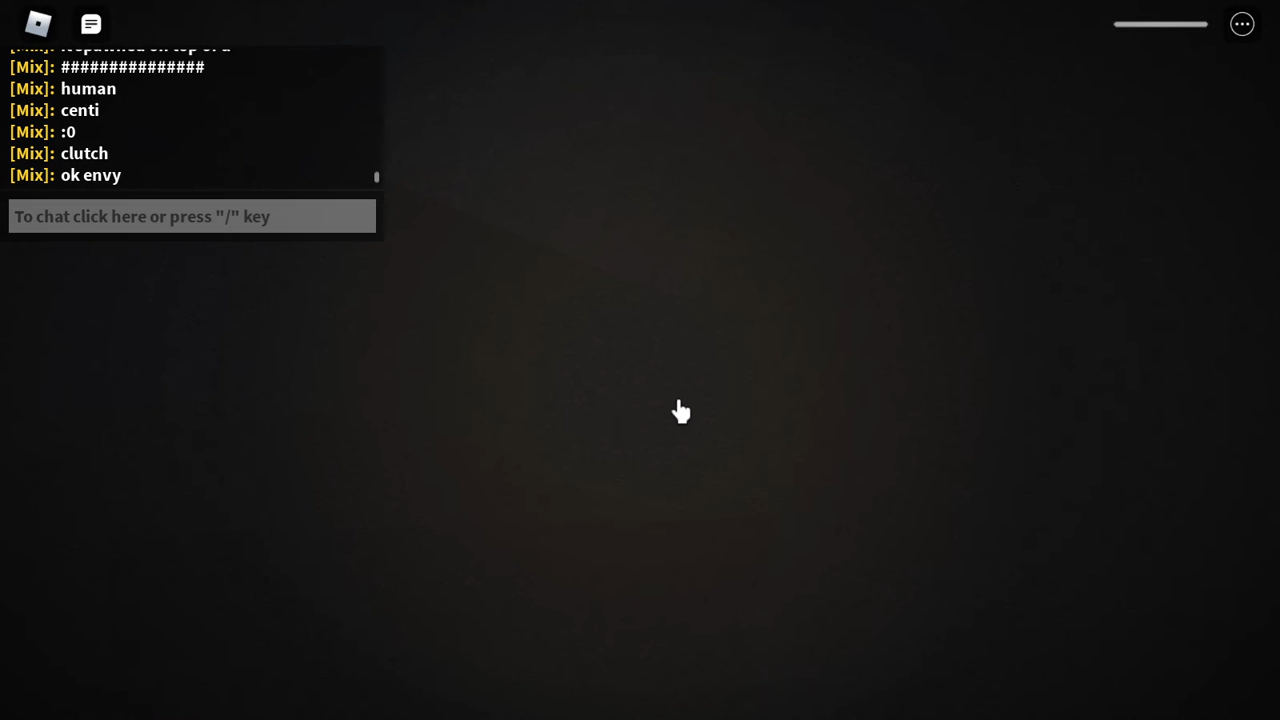 [Mix]: ###############
[Mix]: human
[Mix]: centi
[Mix]: :0
[Mix]: clutch
[Mix]: ok envy
To chat click here or press "/" key